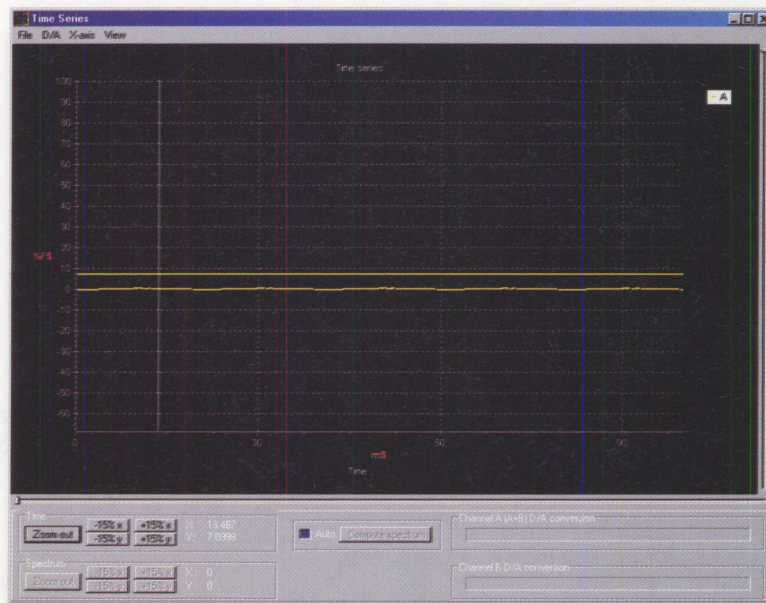 Time Series
File D/A X-axis View
Time series
A
100
90
80
70
60
50
40
30
20
10
0
-10
-20
-30
-40
-50
-60
%FS
0 30 60 90
mS
Time
Time
Zoom out -15% x +15% x X: 13.467
-15% y +15% y Y: 7.0998
Auto Compute spectrum
Channel A (A+B) D/A conversion
Spectrum
Zoom out -15% x +15% x X: 0
-15% y +15% y Y: 0
Channel B D/A conversion